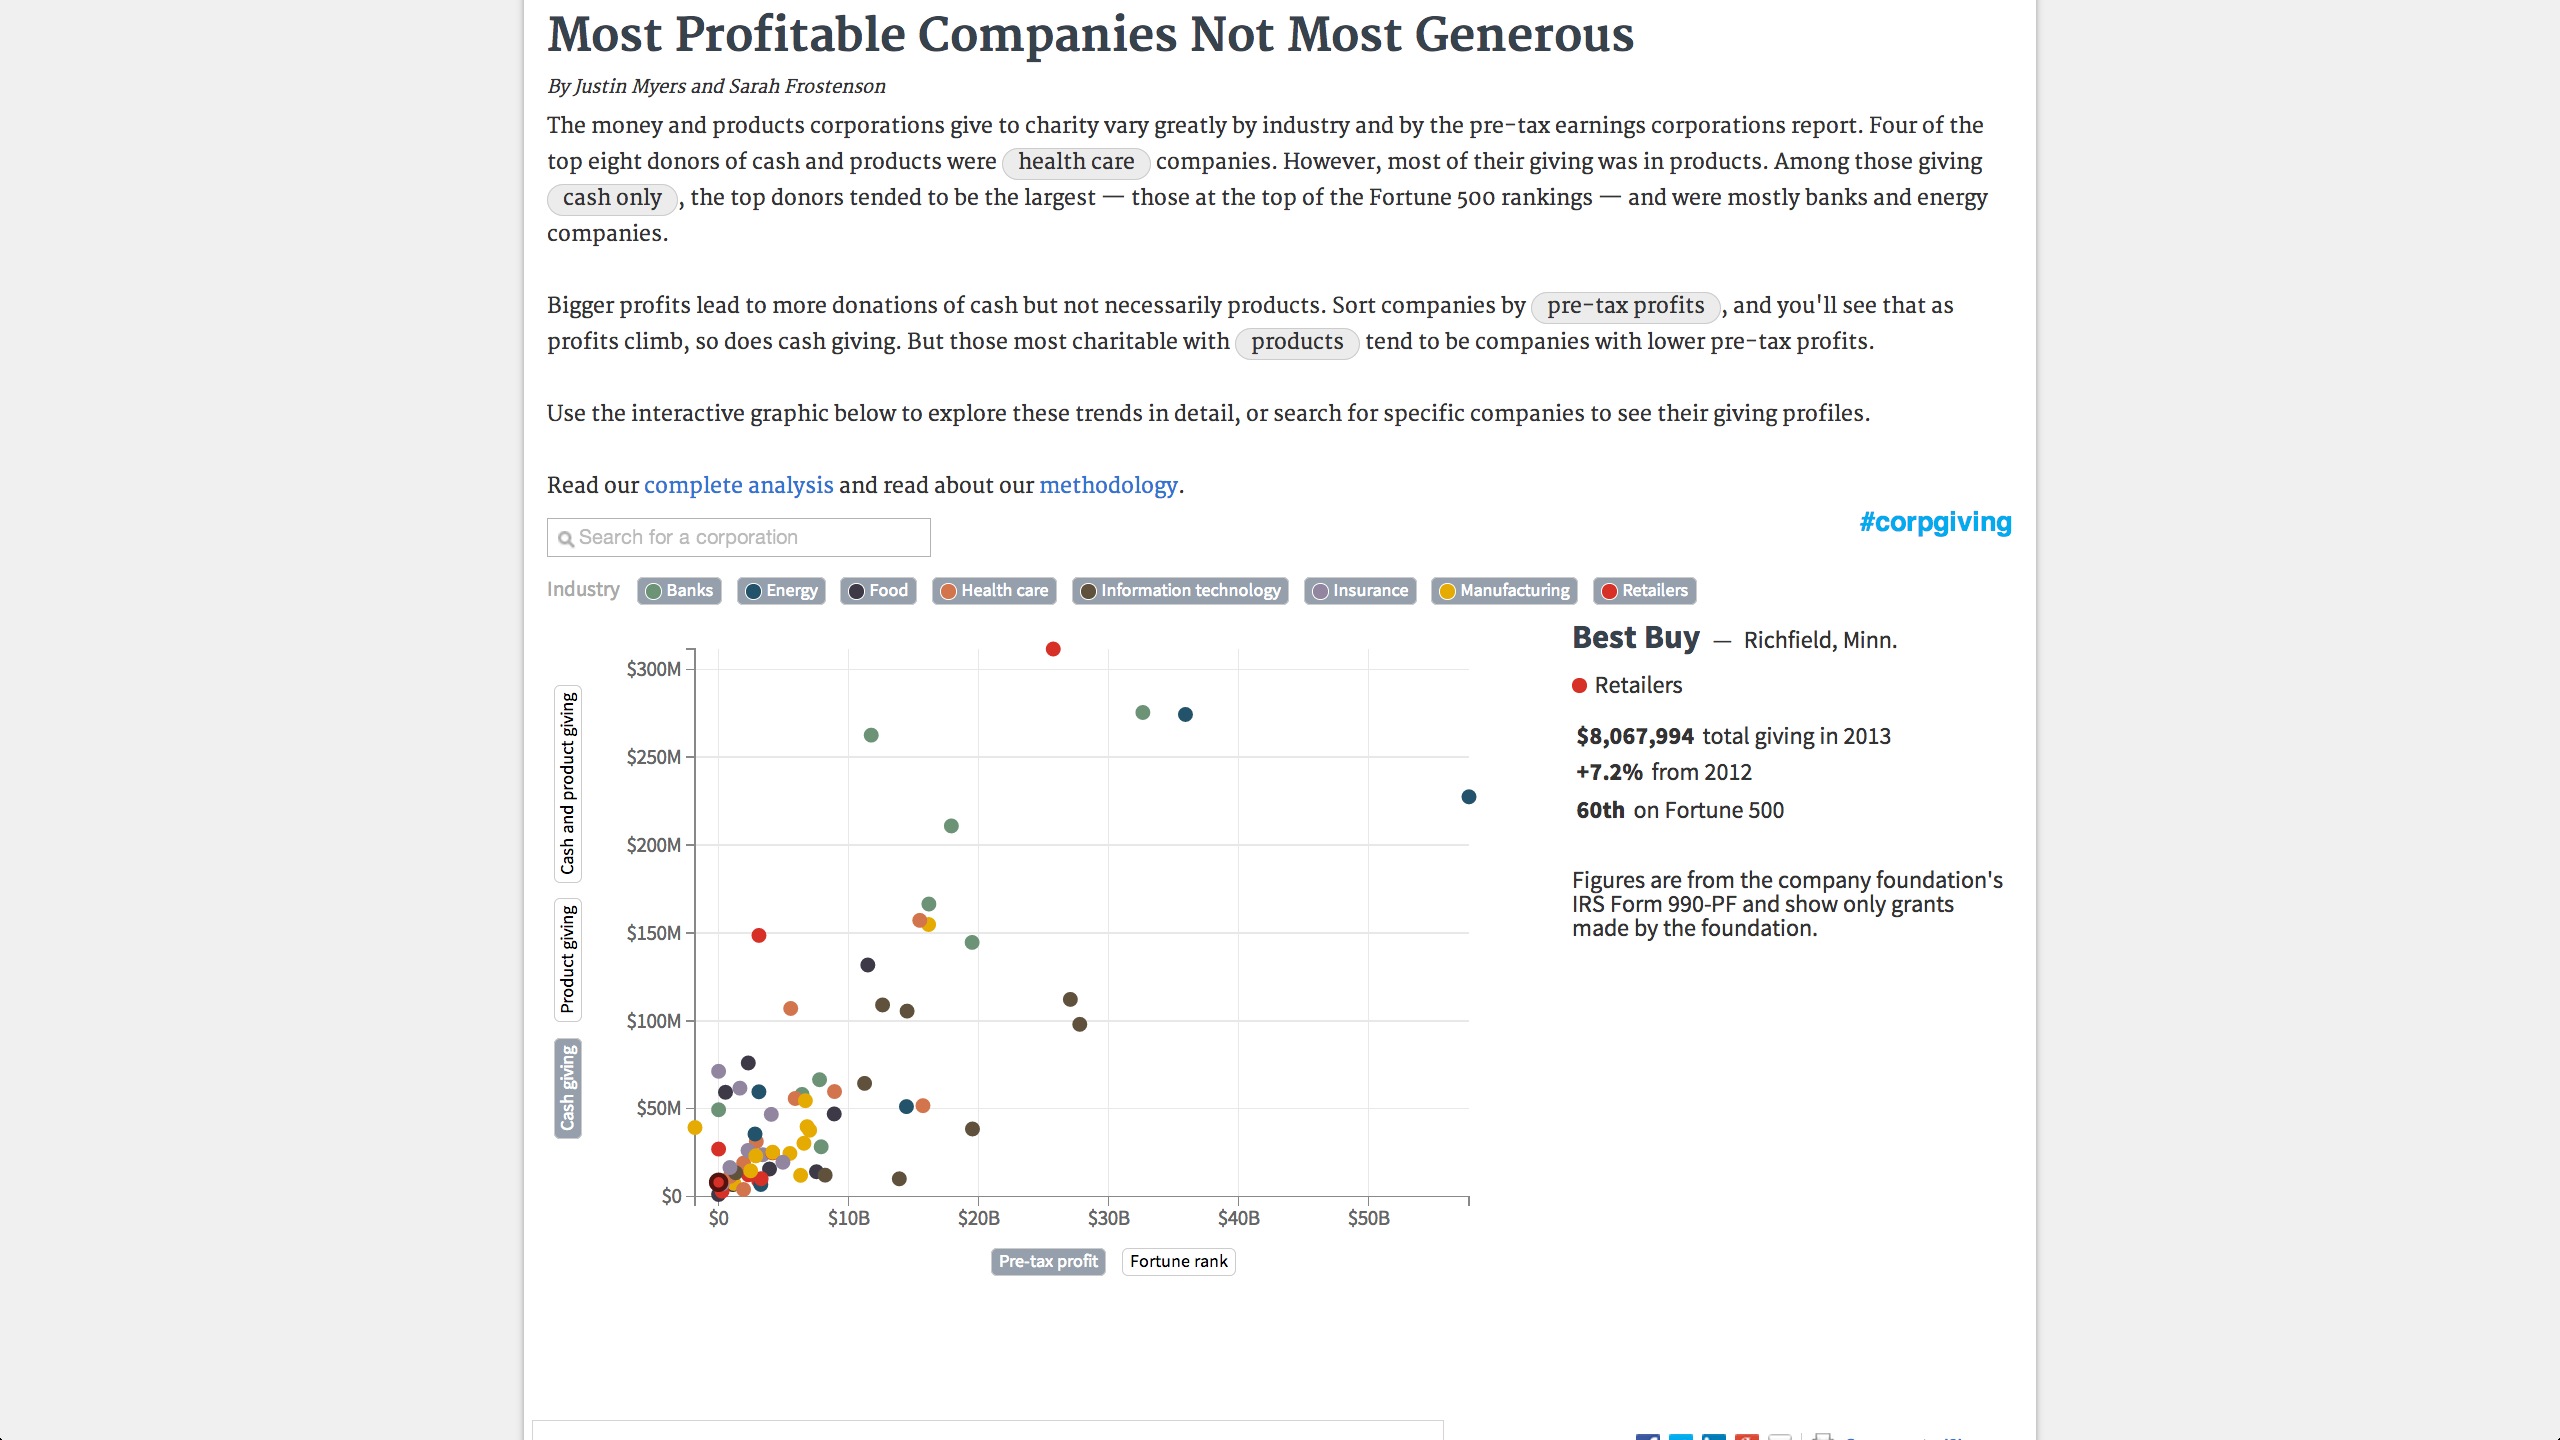 Most Profitable Companies Not Most Generous
By Justin Myers and Sarah Frostenson
The money and products corporations give to charity vary greatly by industry and by the pre-tax earnings corporations report. Four of the
top eight donors of cash and products were health care companies. However, most of their giving was in products. Among those giving
cash only , the top donors tended to be the largest — those at the top of the Fortune 500 rankings — and were mostly banks and energy
companies.
Bigger profits lead to more donations of cash but not necessarily products. Sort companies by pre-tax profits , and you'll see that as
profits climb, so does cash giving. But those most charitable with products tend to be companies with lower pre-tax profits.
Use the interactive graphic below to explore these trends in detail, or search for specific companies to see their giving profiles.
Read our complete analysis and read about our methodology.
#corpgiving
Search for a corporation
Industry Banks Energy Food Health care Information technology Insurance Manufacturing Retailers
Cash and product giving
Product giving
Cash giving
$300M
$250M
$200M
$150M
$100M
$50M
$0
$0 $10B $20B $30B $40B $50B
Pre-tax profit Fortune rank
Best Buy — Richfield, Minn.
Retailers
$8,067,994 total giving in 2013
+7.2% from 2012
60th on Fortune 500
Figures are from the company foundation's
IRS Form 990-PF and show only grants
made by the foundation.